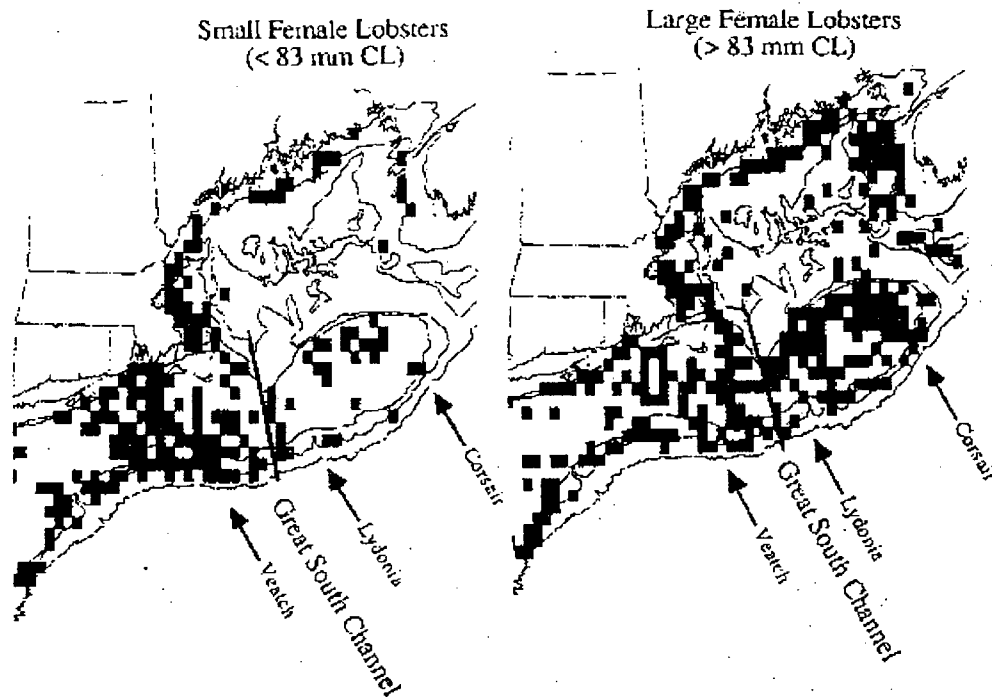 Small Female Lobsters
(< 83 mm CL)
Corsair
Lydonia
Great South Channel
Veatch
Large Female Lobsters
(> 83 mm CL)
Corsair
Lydonia
Great South Channel
Veatch